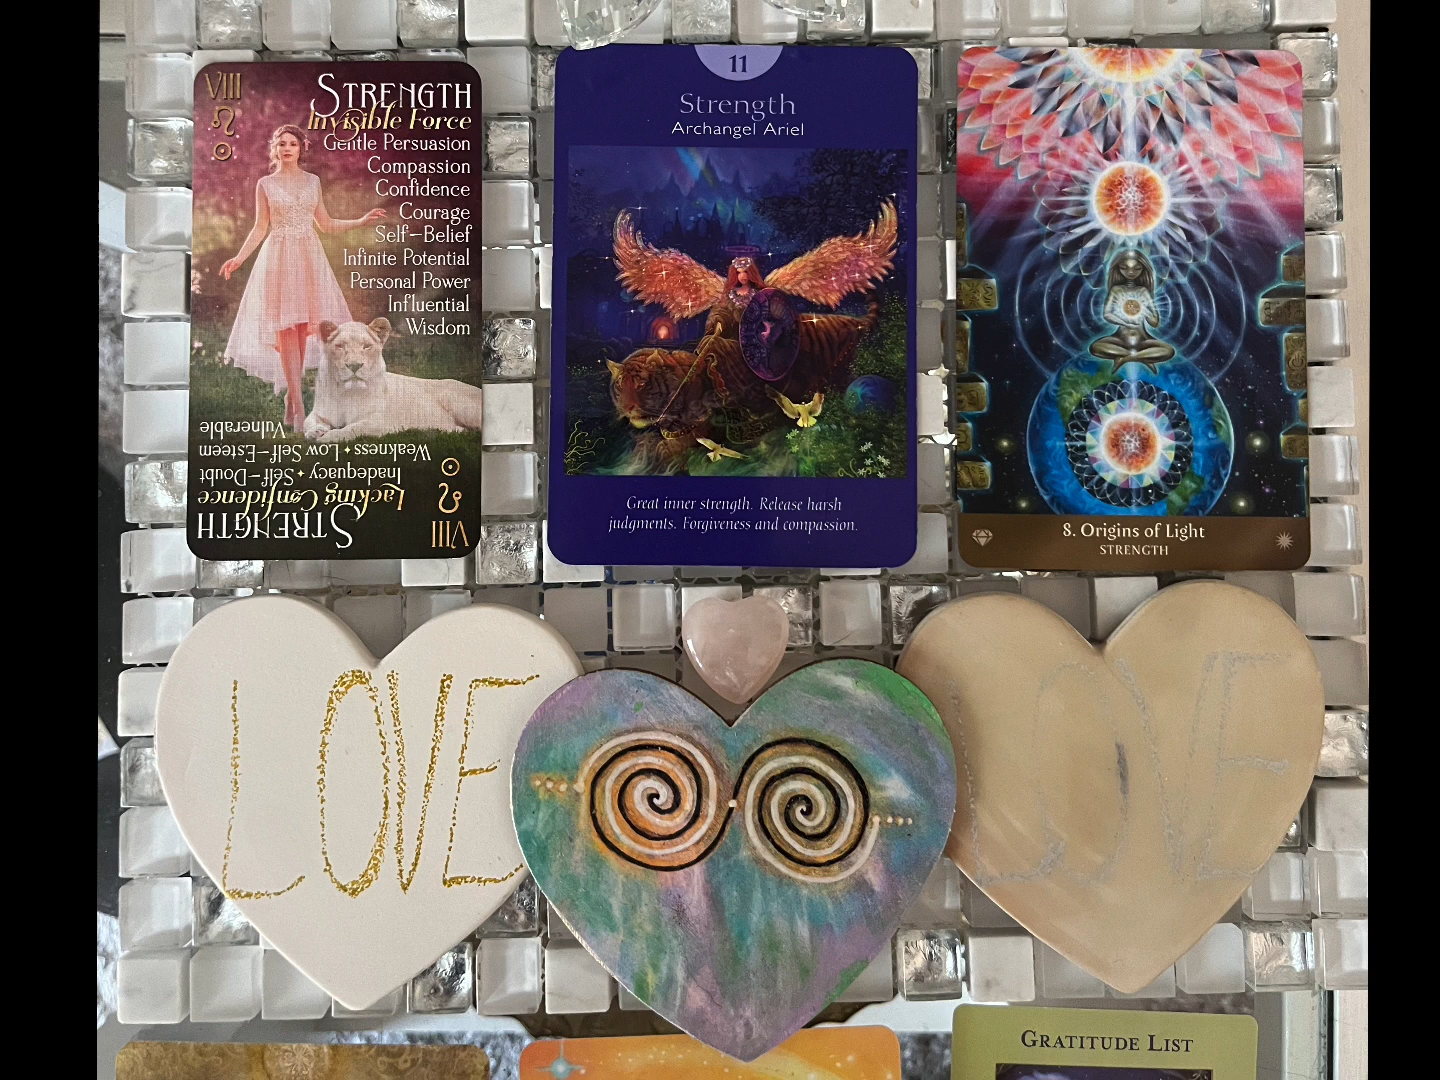 VIII
STRENGTH
Invisible Force
Gentle Persuasion
Compassion
Confidence
Courage
Self-Belief
Infinite Potential
Personal Power
Influential
Wisdom
VIII
STRENGTH
Lacking Confidence
Inadequacy✦Self-Doubt
Weakness✦Low Self-Esteem
Vulnerable
11
Strength
Archangel Ariel
Great inner strength. Release harsh
judgments. Forgiveness and compassion.
8. Origins of Light
STRENGTH
LOVE
LOVE
GRATITUDE LIST